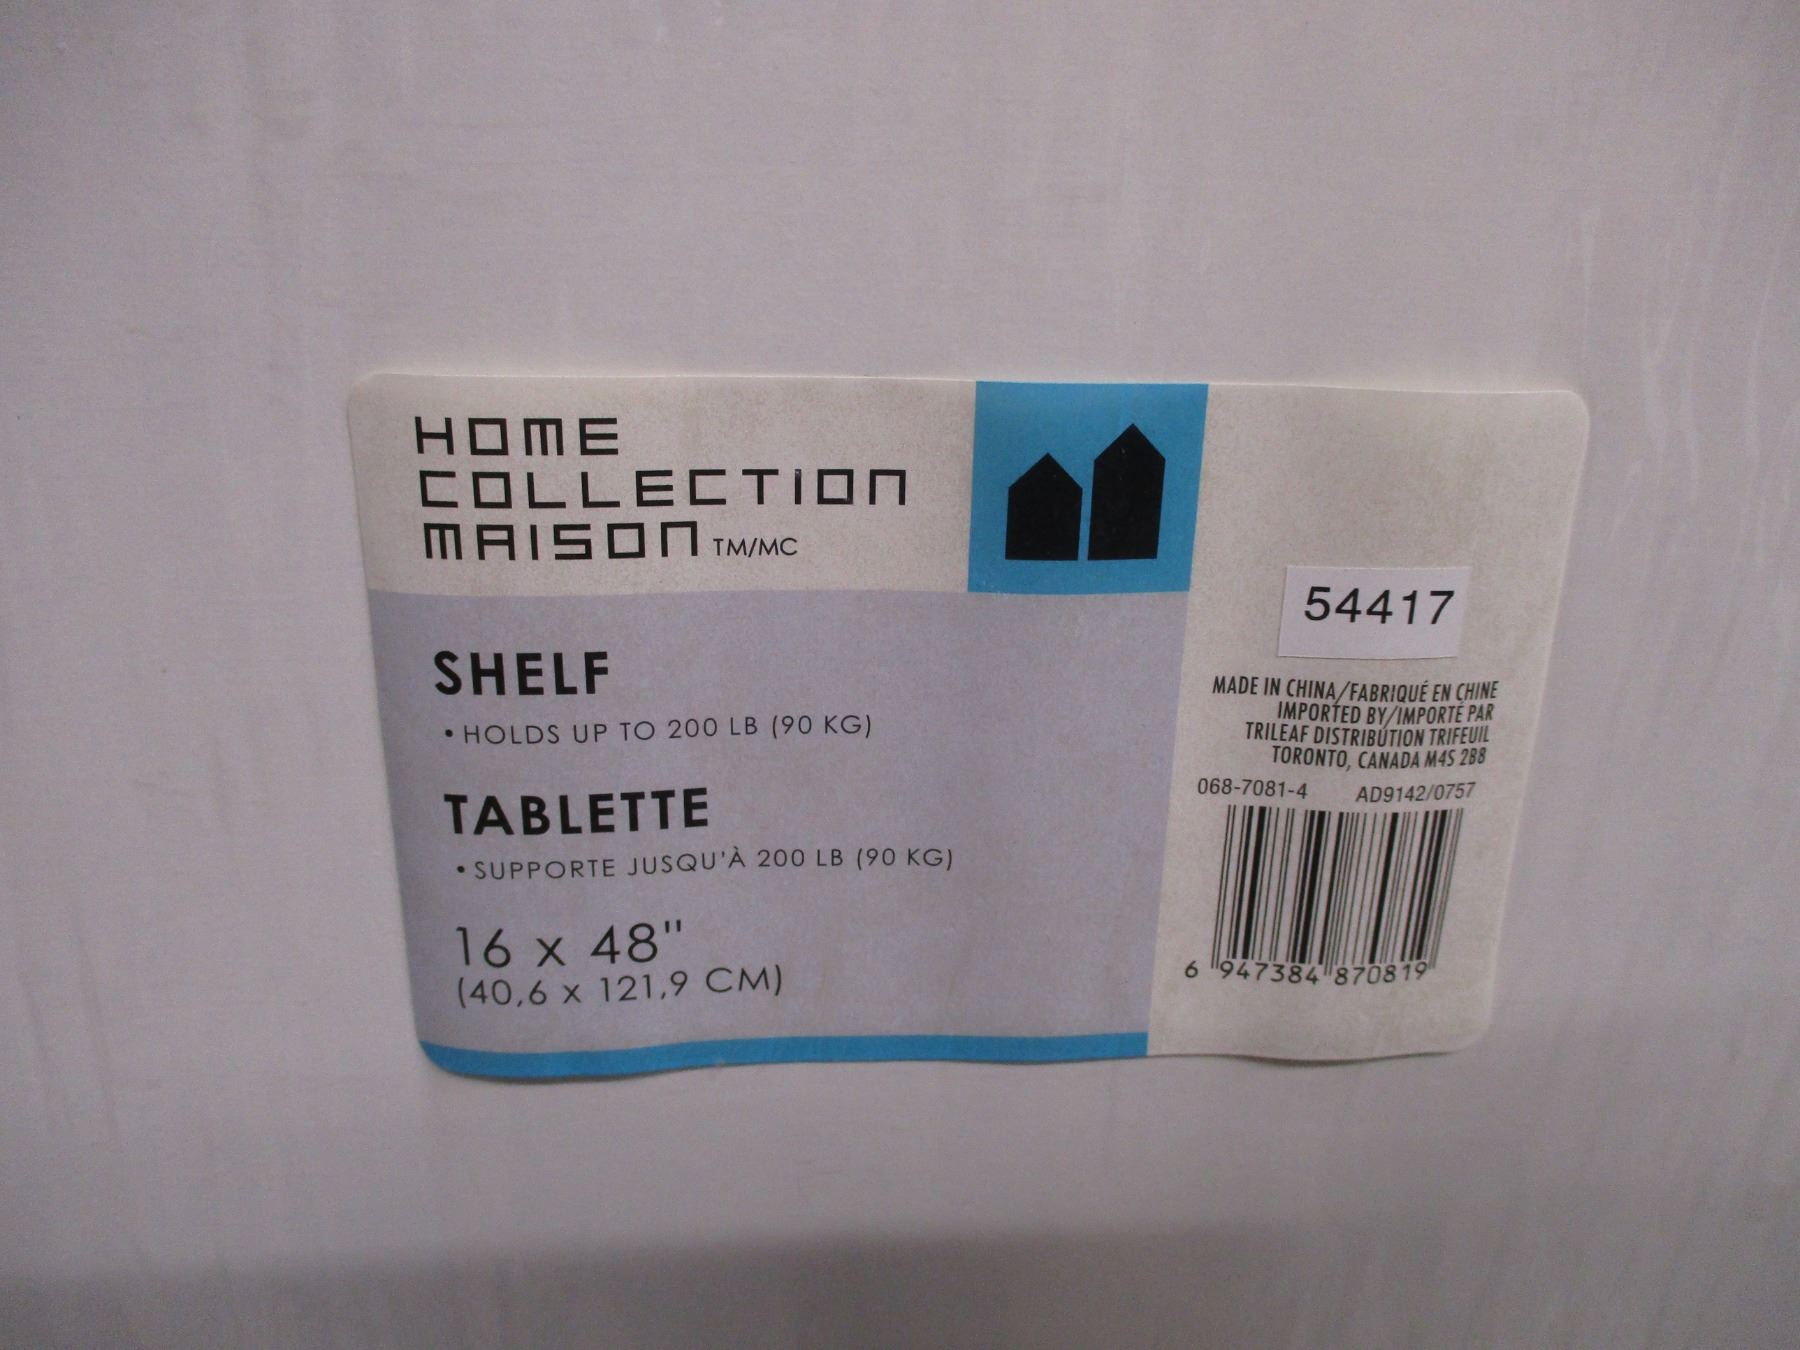 HOME
COLLECTION
MAISON TM/MC
SHELF
• HOLDS UP TO 200 LB (90 KG)
TABLETTE
• SUPPORTE JUSQU'À 200 LB (90 KG)
16 x 48"
(40,6 x 121,9 CM)
54417
MADE IN CHINA/FABRIQUÉ EN CHINE
IMPORTED BY/IMPORTÉ PAR
TRILEAF DISTRIBUTION TRIFEUIL
TORONTO, CANADA M4S 2B8
068-7081-4 AD9142/0757
6 947384 870819